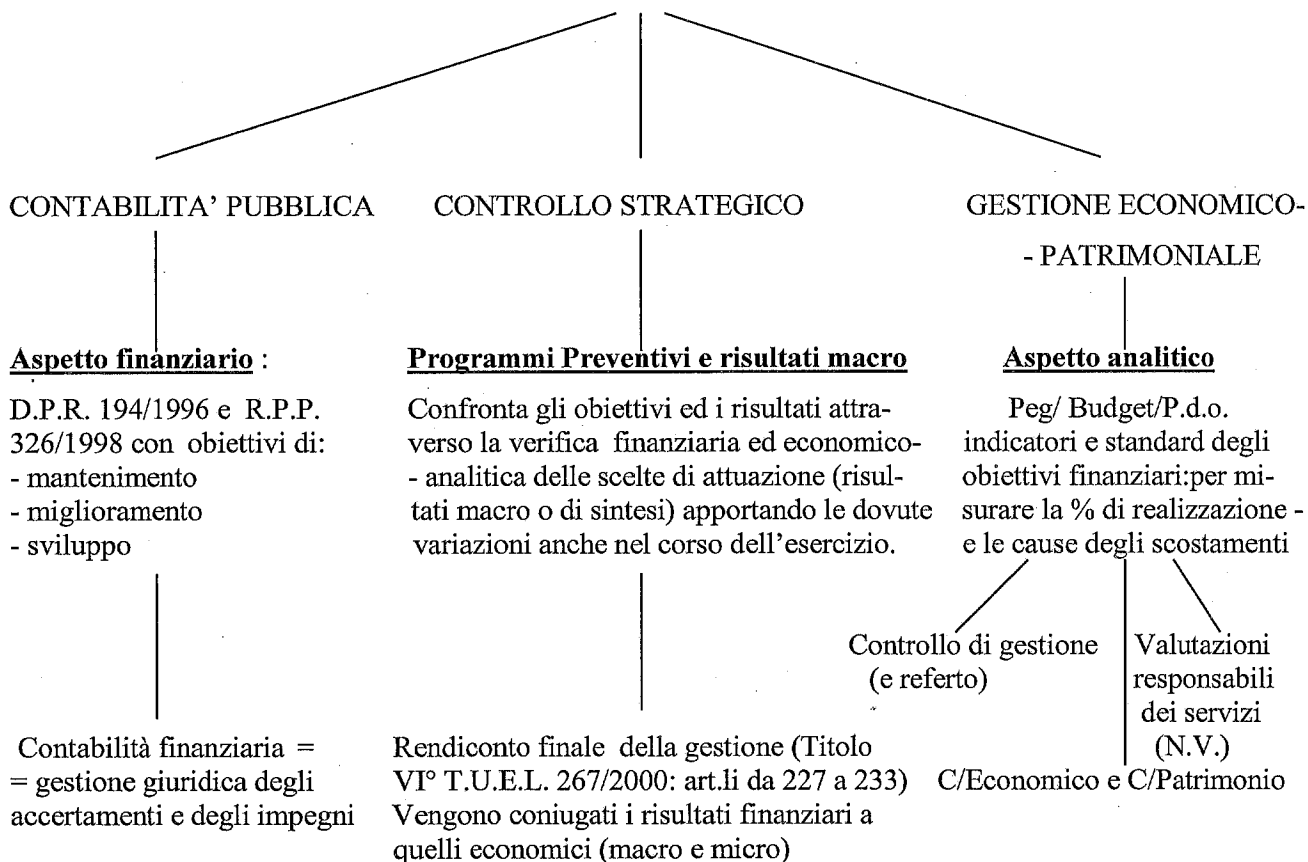 CONTABILITA' PUBBLICA
CONTROLLO STRATEGICO
GESTIONE ECONOMICO-
- PATRIMONIALE
Aspetto finanziario :
D.P.R. 194/1996 e R.P.P.
326/1998 con obiettivi di:
- mantenimento
- miglioramento
- sviluppo
Contabilità finanziaria =
= gestione giuridica degli
accertamenti e degli impegni
Programmi Preventivi e risultati macro
Confronta gli obiettivi ed i risultati attra-
verso la verifica finanziaria ed economico-
- analitica delle scelte di attuazione (risul-
tati macro o di sintesi) apportando le dovute
variazioni anche nel corso dell'esercizio.
Rendiconto finale della gestione (Titolo
VI° T.U.E.L. 267/2000: art.li da 227 a 233)
Vengono coniugati i risultati finanziari a
quelli economici (macro e micro)
Aspetto analitico
Peg/ Budget/P.d.o.
indicatori e standard degli
obiettivi finanziari:per mi-
surare la % di realizzazione -
e le cause degli scostamenti
Controllo di gestione
(e referto)
Valutazioni
responsabili
dei servizi
(N.V.)
C/Economico e C/Patrimonio